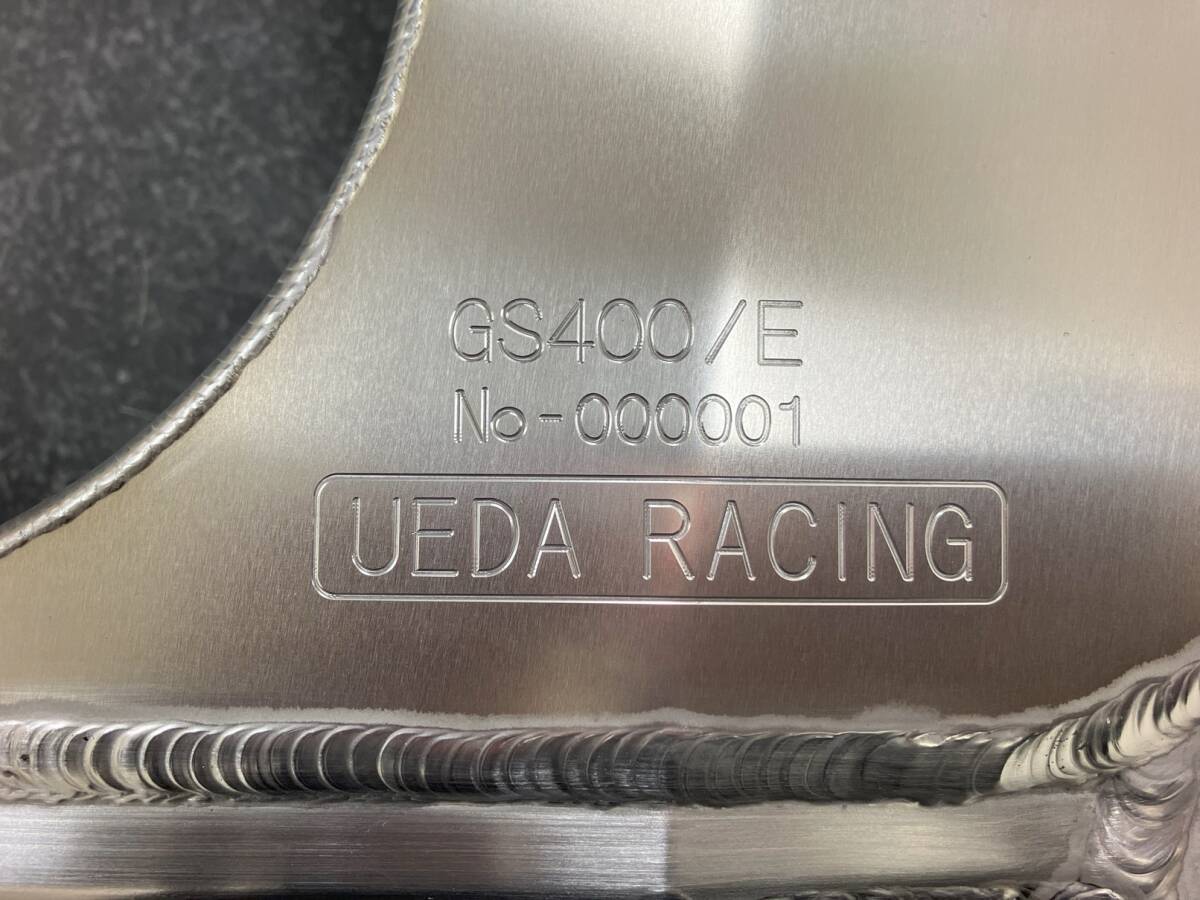 GS400/E
No-000001
UEDA RACING